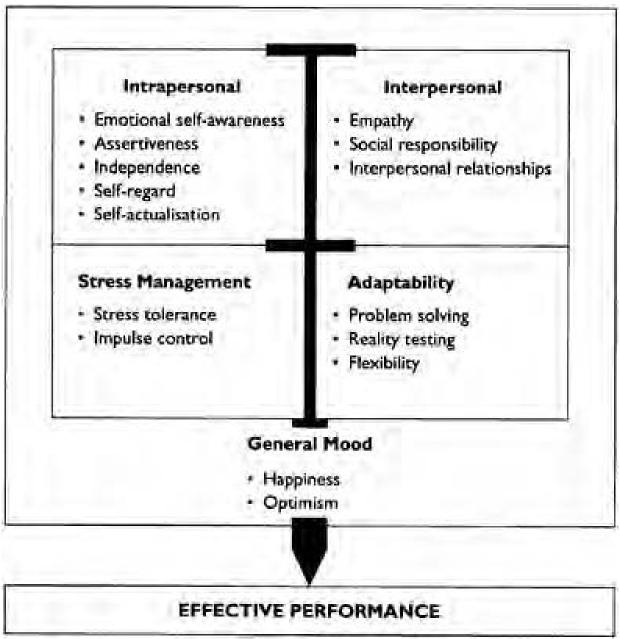 Intrapersonal
• Emotional self-awareness
• Assertiveness
• Independence
• Self-regard
• Self-actualisation
Interpersonal
• Empathy
• Social responsibility
• Interpersonal relationships
Stress Management
• Stress tolerance
• Impulse control
Adaptability
• Problem solving
• Reality testing
• Flexibility
General Mood
• Happiness
• Optimism
EFFECTIVE PERFORMANCE